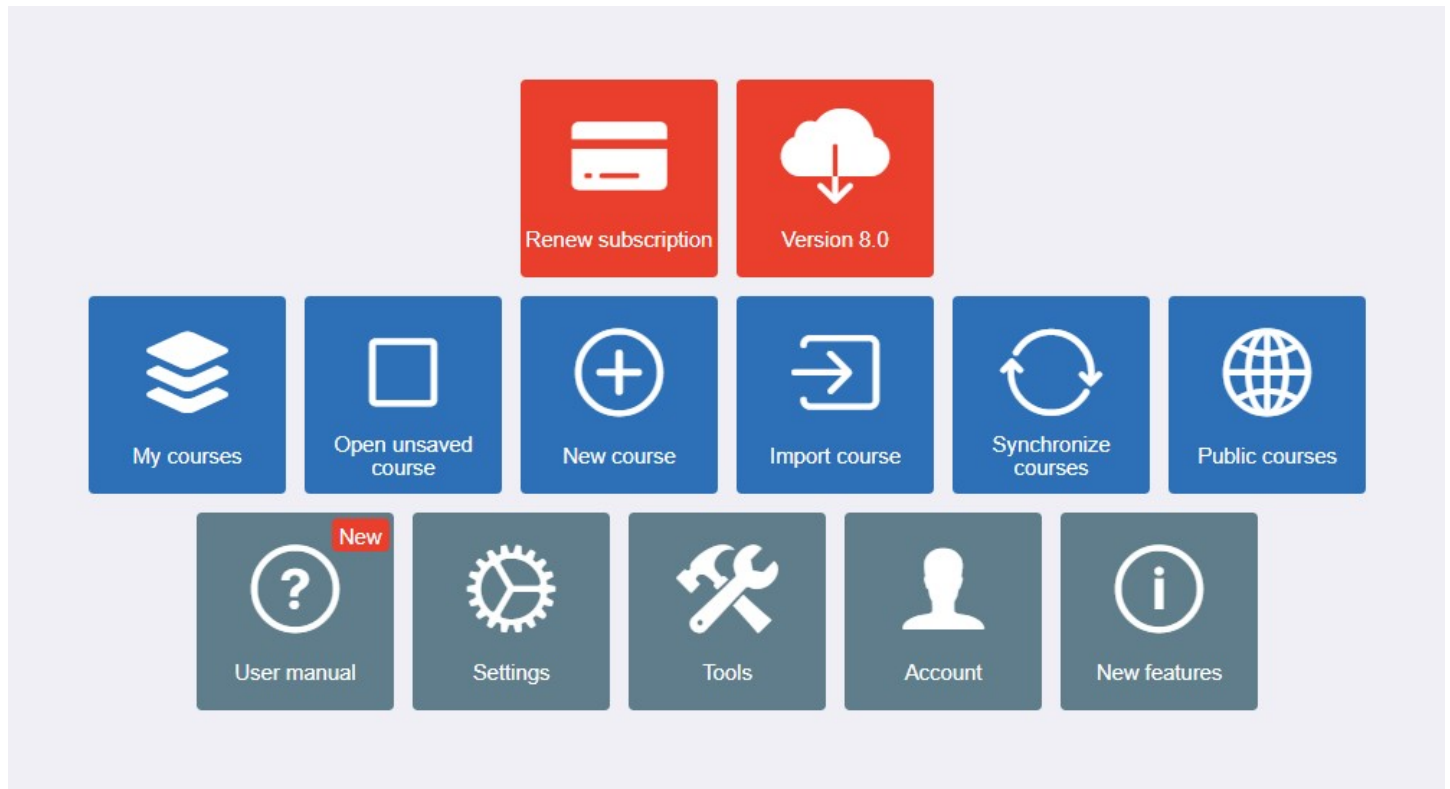 Renew subscription
Version 8.0
My courses
Open unsaved
course
New course
Import course
Synchronize
courses
Public courses
New
?
User manual
Settings
Tools
Account
i
New features